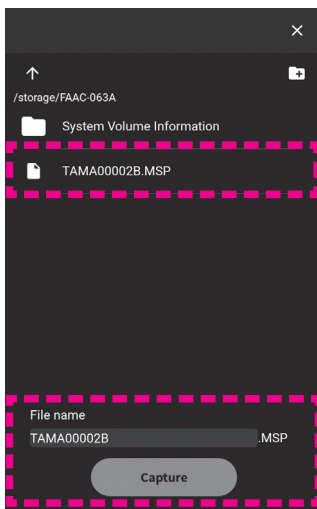 /storage/FAAC-063A
System Volume Information
TAMA00002B.MSP
File name
TAMA00002B .MSP
Capture